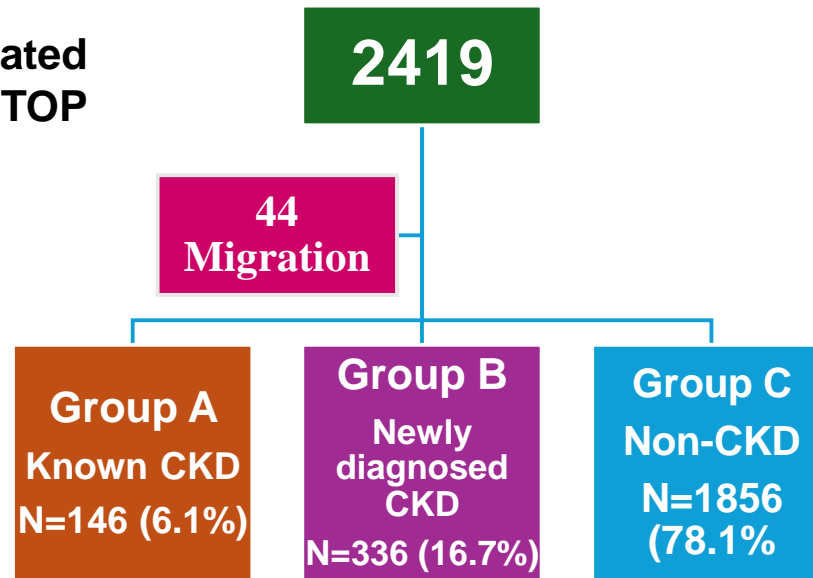 ated
TOP
2419
44
Migration
Group A
Known CKD
N=146 (6.1%)
Group B
Newly
diagnosed
CKD
N=336 (16.7%)
Group C
Non-CKD
N=1856
(78.1%